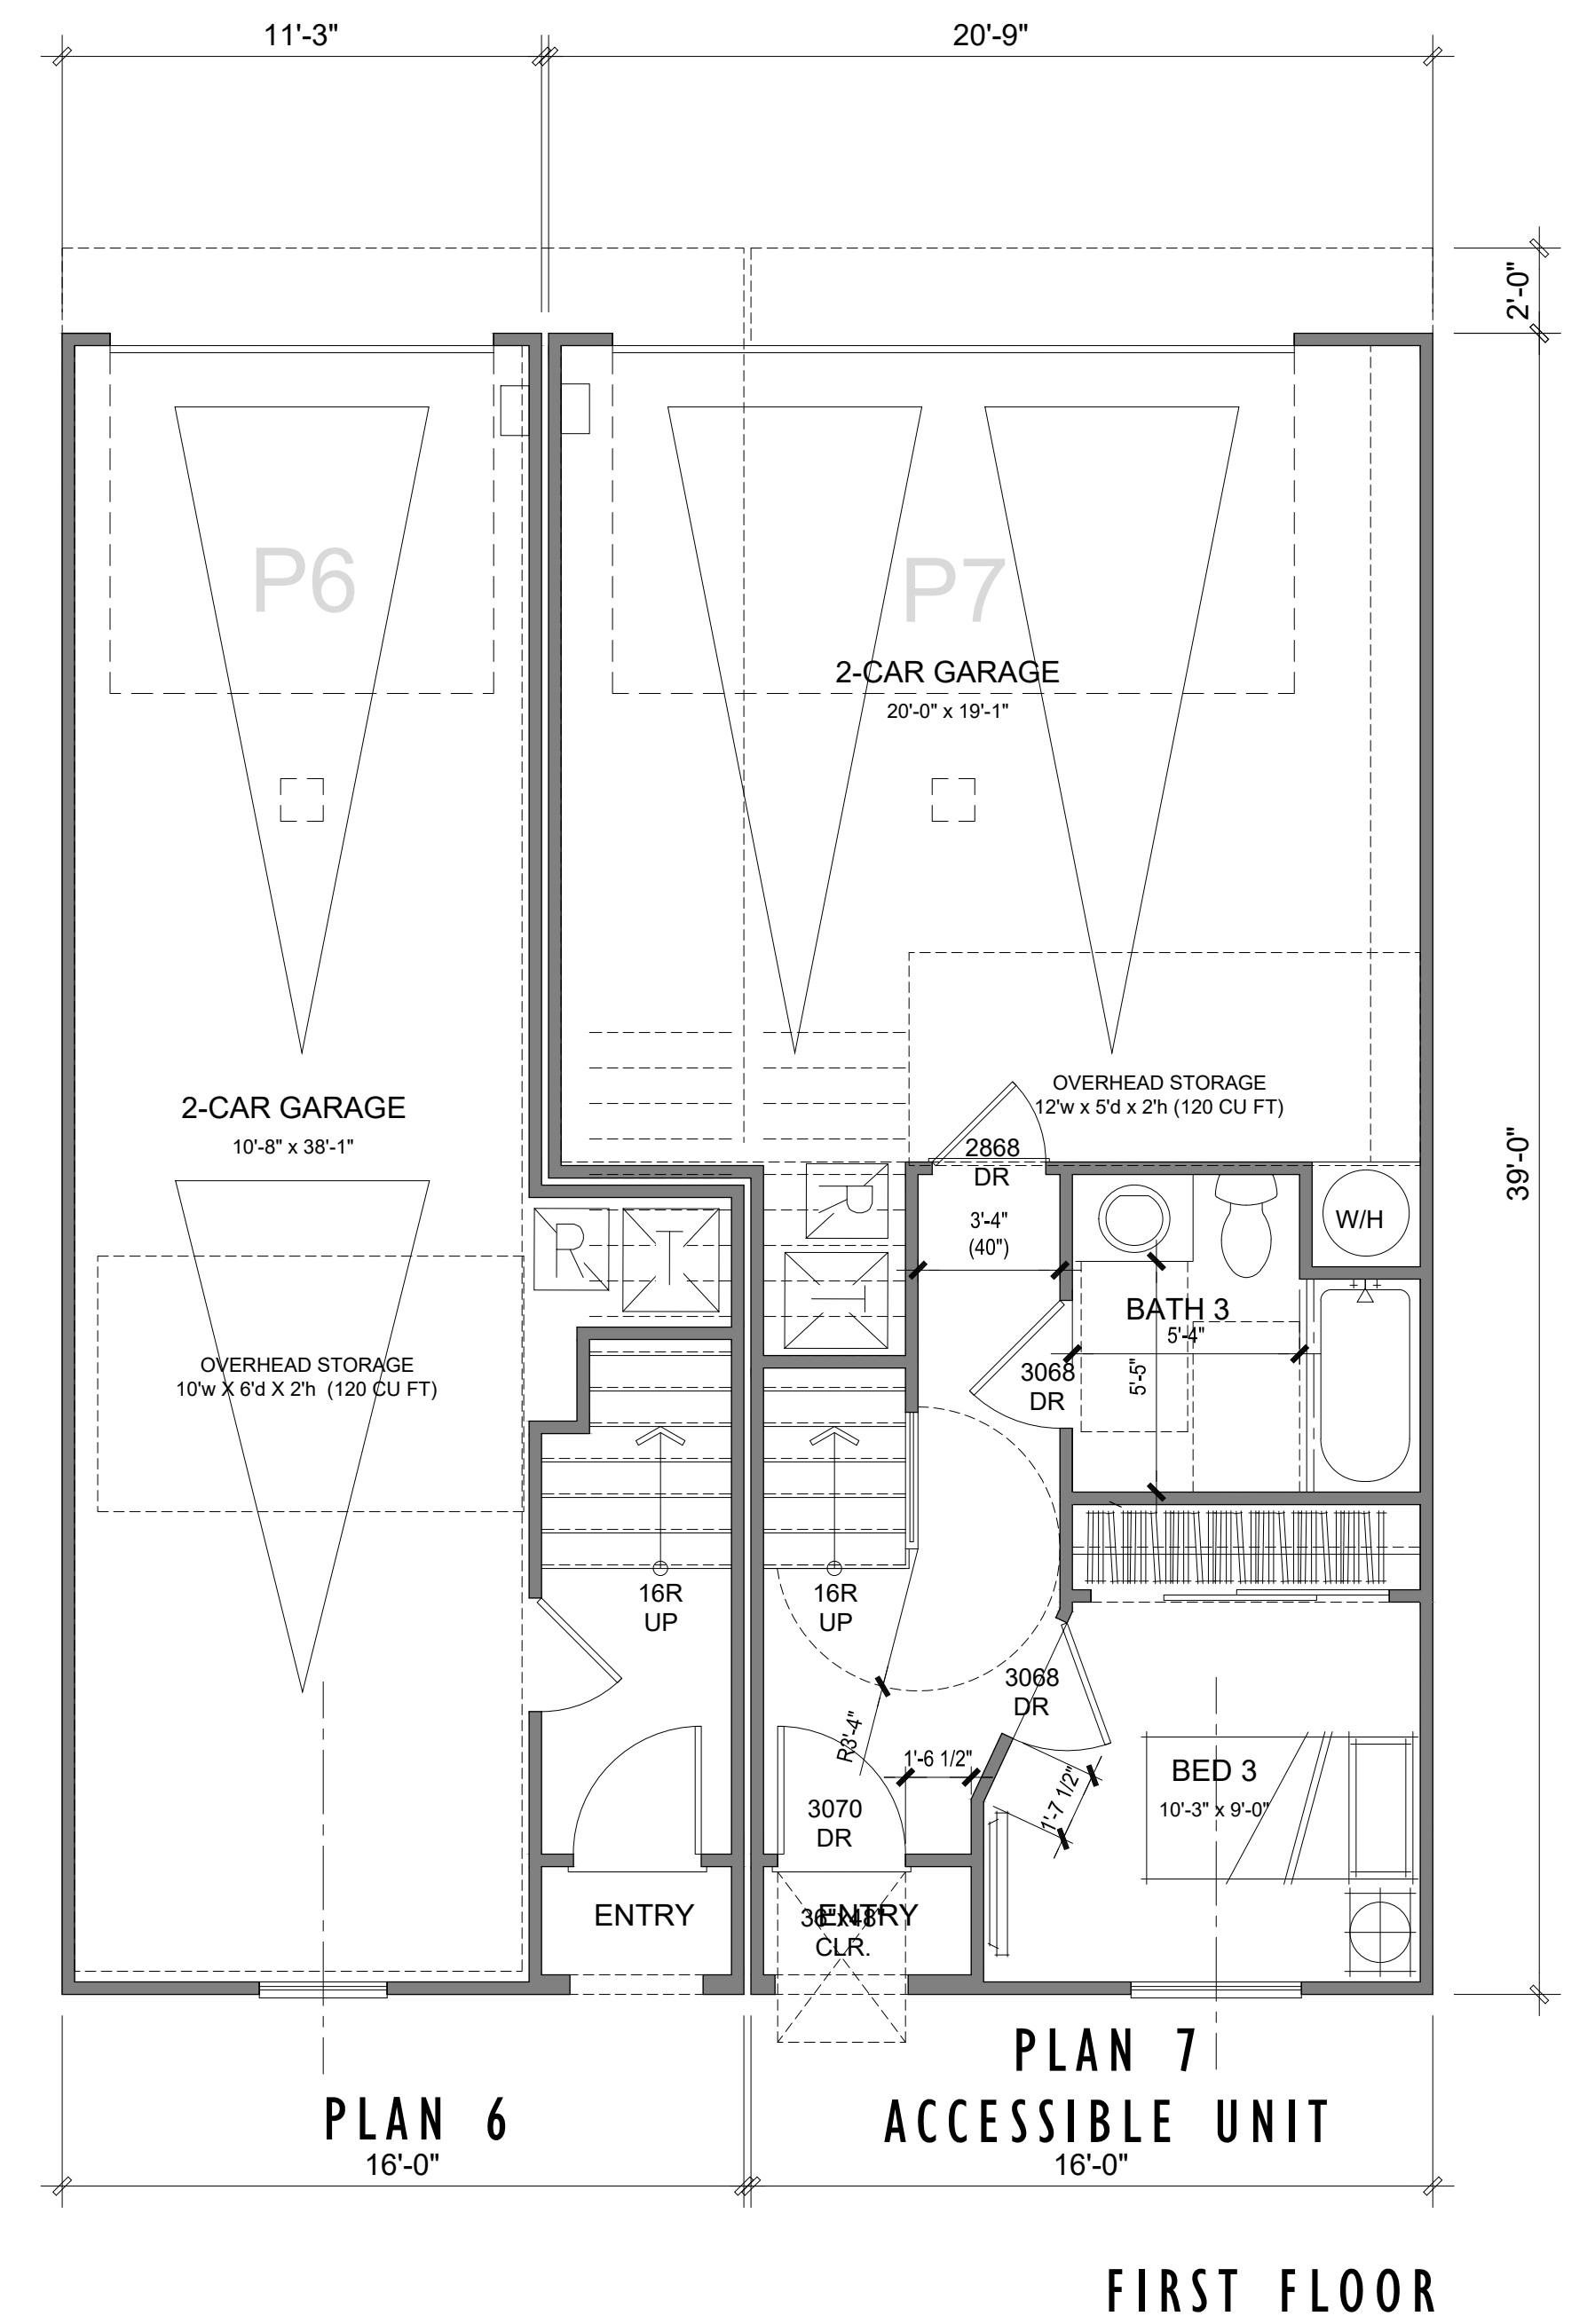 11'-3"
20'-9"
2'-0"
P6
P7
2-CAR GARAGE
20'-0" x 19'-1"
OVERHEAD STORAGE
12'w x 5'd x 2'h (120 CU FT)
2-CAR GARAGE
10'-8" x 38'-1"
2868
DR
39'-0"
R
T
R
T
3'-4"
(40")
W/H
BATH 3
5'-4"
5'-5"
OVERHEAD STORAGE
10'w X 6'd X 2'h (120 CU FT)
3068
DR
16R
UP
16R
UP
3068
DR
R3'-4"
1'-6 1/2"
1'-7 1/2"
BED 3
10'-3" x 9'-0"
3070
DR
ENTRY
ENTRY
36"X48"
CLR.
PLAN 7
ACCESSIBLE UNIT
PLAN 6
16'-0"
16'-0"
FIRST FLOOR